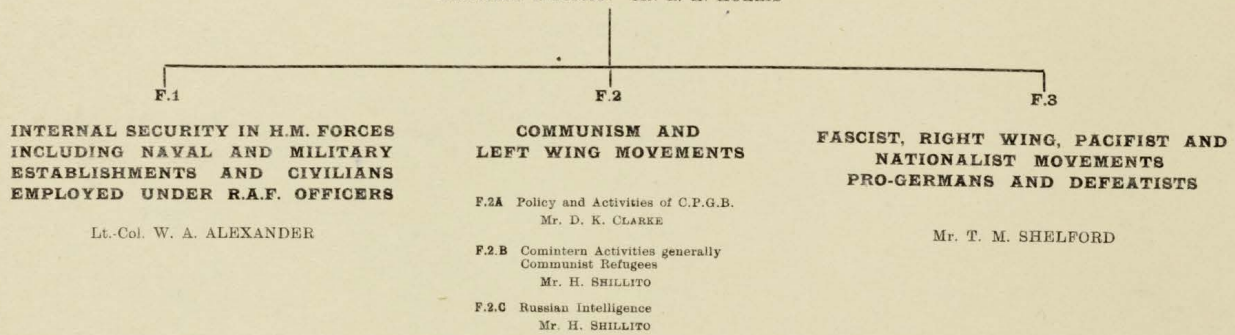 F.1
INTERNAL SECURITY IN H.M. FORCES
INCLUDING NAVAL AND MILITARY
ESTABLISHMENTS AND CIVILIANS
EMPLOYED UNDER R.A.F. OFFICERS
Lt.-Col. W. A. ALEXANDER
F.2
COMMUNISM AND
LEFT WING MOVEMENTS
F.2A Policy and Activities of C.P.G.B.
Mr. D. K. CLARKE
F.2.B Comintern Activities generally
Communist Refugees
Mr. H. SHILLITO
F.2.C Russian Intelligence
Mr. H. SHILLITO
F.3
FASCIST, RIGHT WING, PACIFIST AND
NATIONALIST MOVEMENTS
PRO-GERMANS AND DEFEATISTS
Mr. T. M. SHELFORD